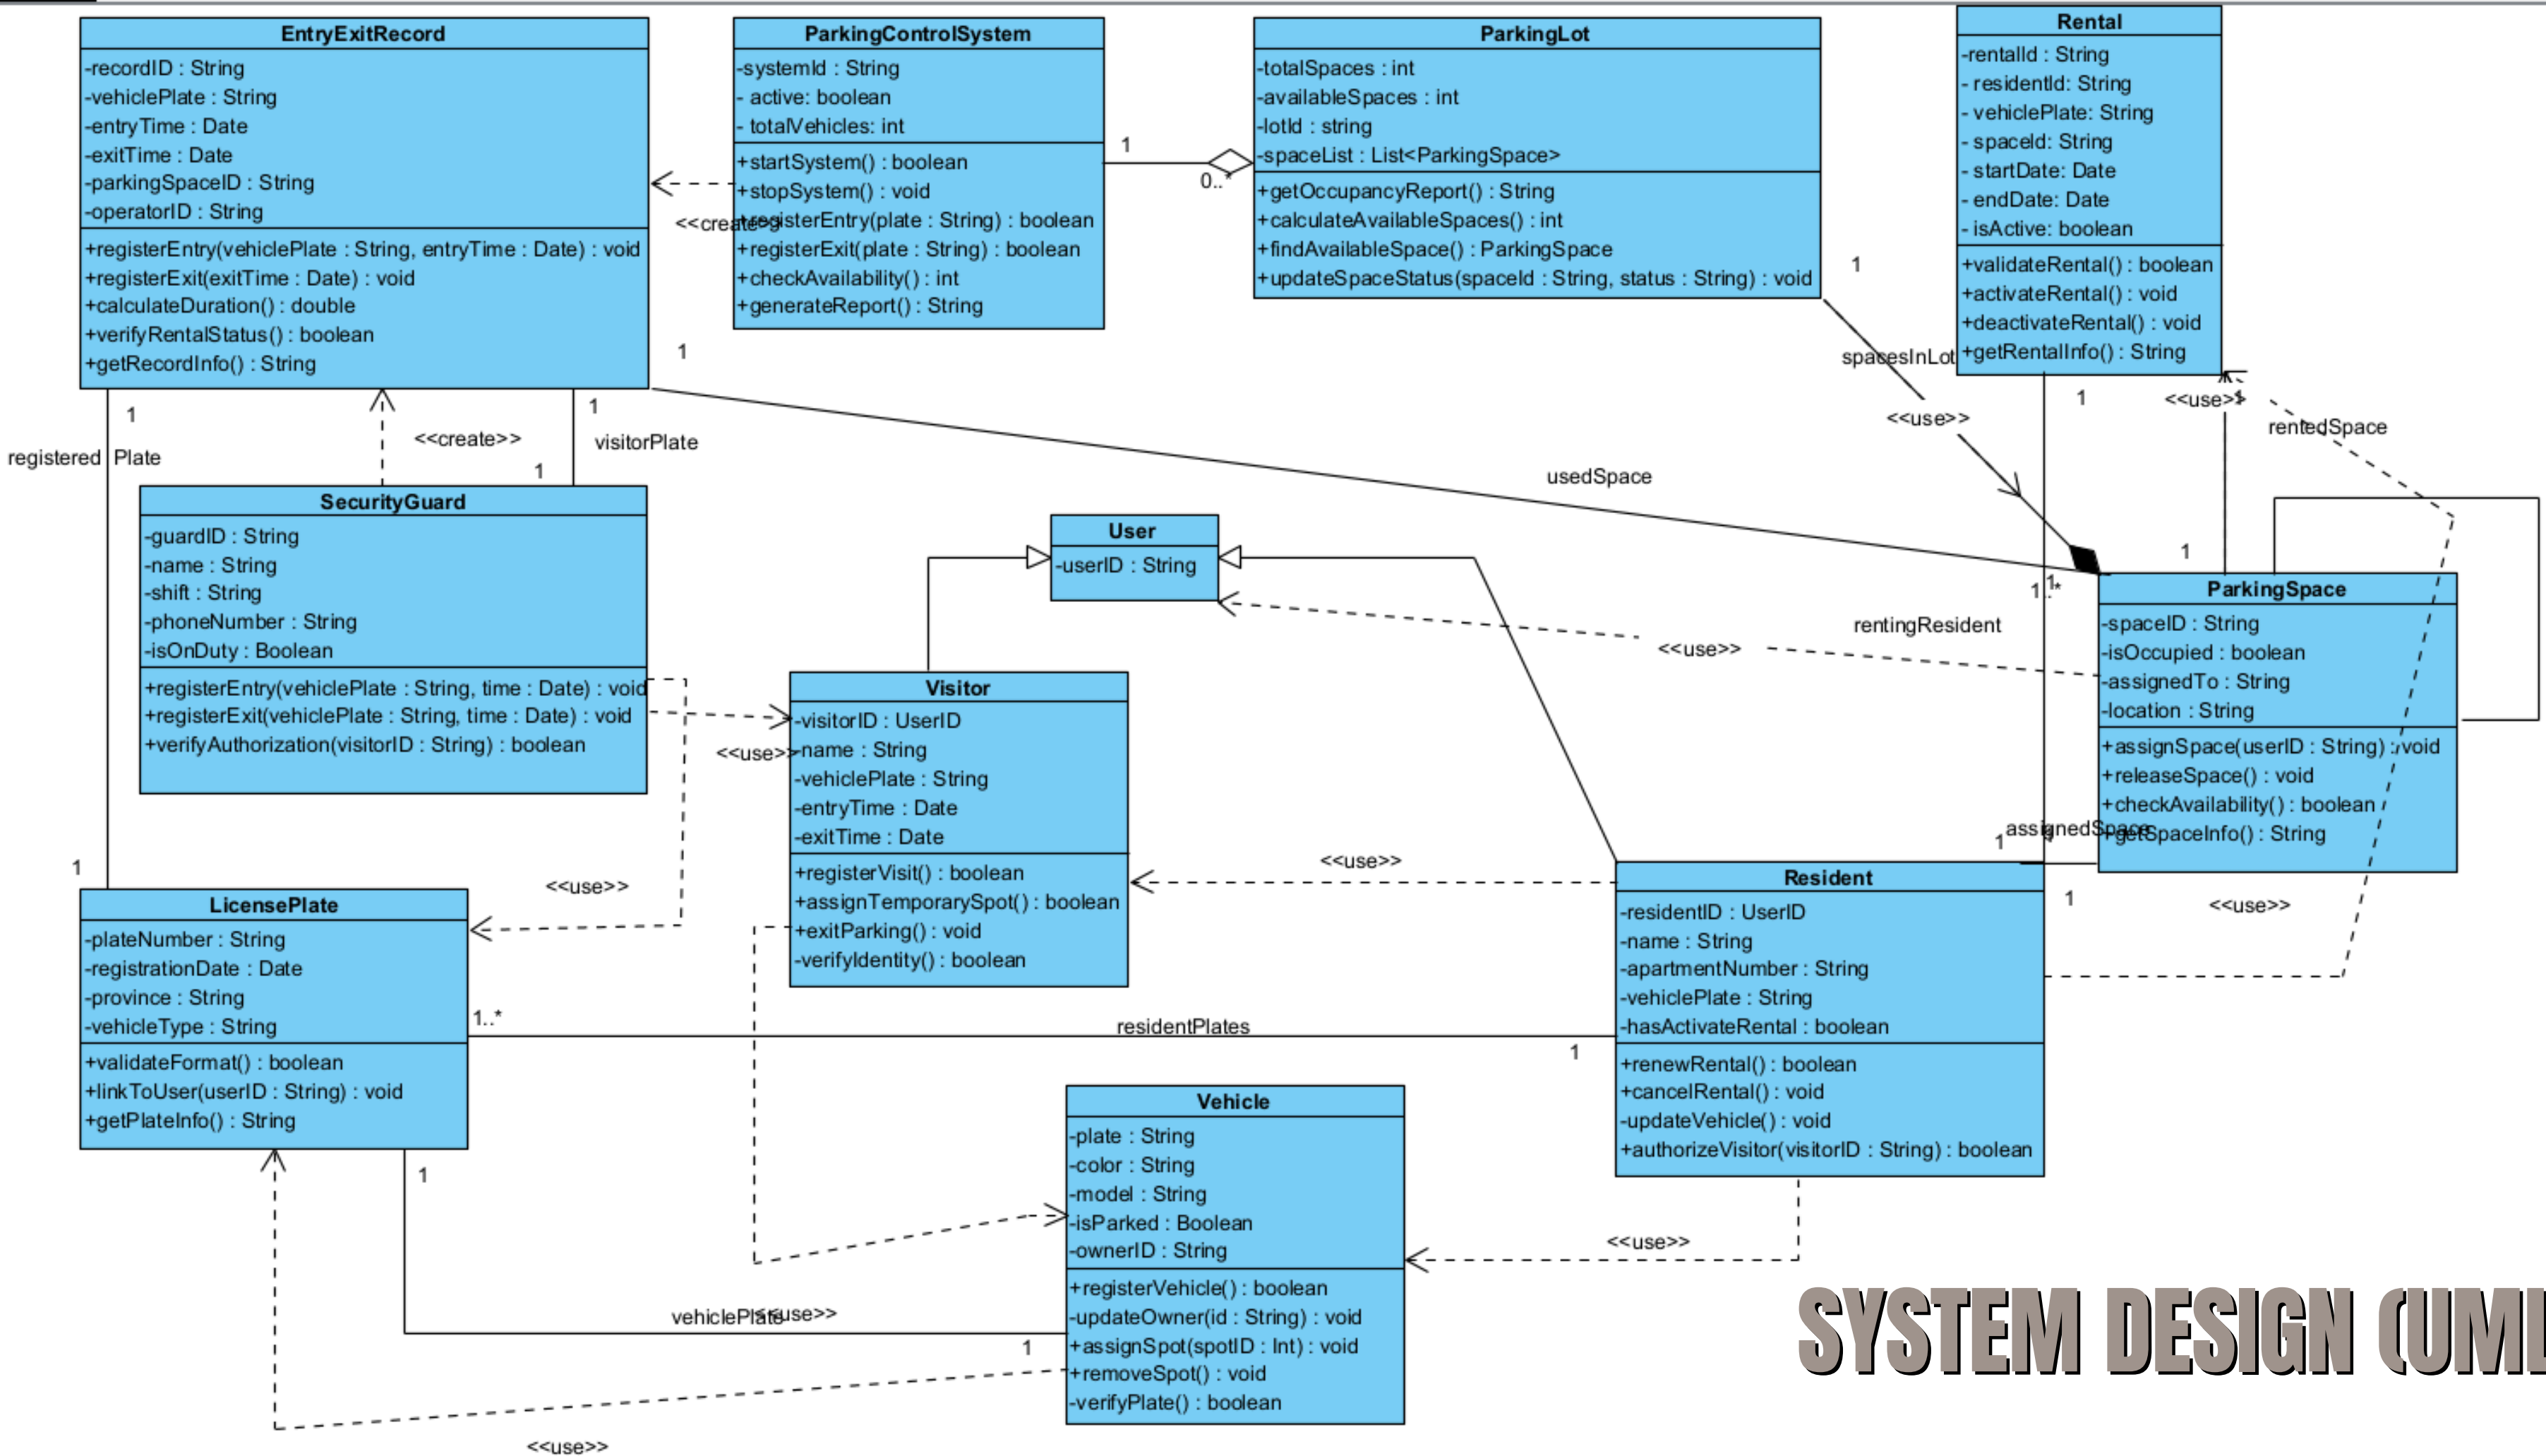 EntryExitRecord
-recordID : String
-vehiclePlate : String
-entryTime : Date
-exitTime : Date
-parkingSpaceID : String
-operatorID : String
+registerEntry(vehiclePlate : String, entryTime : Date) : void
+registerExit(exitTime : Date) : void
+calculateDuration() : double
+verifyRentalStatus() : boolean
+getRecordInfo() : String
ParkingControlSystem
-systemId : String
- active: boolean
- totalVehicles: int
+startSystem() : boolean
+stopSystem() : void
+registerEntry(plate : String) : boolean
+registerExit(plate : String) : boolean
+checkAvailability() : int
+generateReport() : String
<<create>>
1
0..*
ParkingLot
-totalSpaces : int
-availableSpaces : int
-lotId : string
-spaceList : List<ParkingSpace>
+getOccupancyReport() : String
+calculateAvailableSpaces() : int
+findAvailableSpace() : ParkingSpace
+updateSpaceStatus(spaceId : String, status : String) : void
1
spacesInLot
<<use>>
Rental
-rentalId : String
- residentId: String
- vehiclePlate: String
- spaceId: String
- startDate: Date
- endDate: Date
- isActive: boolean
+validateRental() : boolean
+activateRental() : void
+deactivateRental() : void
+getRentalInfo() : String
1
<<use>>
1
rentedSpace
1
1
registered Plate
<<create>>
1
visitorPlate
1
usedSpace
SecurityGuard
-guardID : String
-name : String
-shift : String
-phoneNumber : String
-isOnDuty : Boolean
+registerEntry(vehiclePlate : String, time : Date) : void
+registerExit(vehiclePlate : String, time : Date) : void
+verifyAuthorization(visitorID : String) : boolean
User
-userID : String
rentingResident
<<use>>
1
1
1..*
ParkingSpace
-spaceID : String
-isOccupied : boolean
-assignedTo : String
-location : String
+assignSpace(userID : String) : void
+releaseSpace() : void
+checkAvailability() : boolean
+getSpaceInfo() : String
assignedSpace
1
1
<<use>>
<<use>>
Visitor
-visitorID : UserID
-name : String
-vehiclePlate : String
-entryTime : Date
-exitTime : Date
+registerVisit() : boolean
+assignTemporarySpot() : boolean
+exitParking() : void
-verifyIdentity() : boolean
<<use>>
1
<<use>>
LicensePlate
-plateNumber : String
-registrationDate : Date
-province : String
-vehicleType : String
+validateFormat() : boolean
+linkToUser(userID : String) : void
+getPlateInfo() : String
1..*
residentPlates
1
Resident
-residentID : UserID
-name : String
-apartmentNumber : String
-vehiclePlate : String
-hasActivateRental : boolean
+renewRental() : boolean
+cancelRental() : void
-updateVehicle() : void
+authorizeVisitor(visitorID : String) : boolean
Vehicle
-plate : String
-color : String
-model : String
-isParked : Boolean
-ownerID : String
+registerVehicle() : boolean
-updateOwner(id : String) : void
+assignSpot(spotID : Int) : void
+removeSpot() : void
-verifyPlate() : boolean
<<use>>
1
vehiclePlate
<<use>>
1
<<use>>
SYSTEM DESIGN (UML